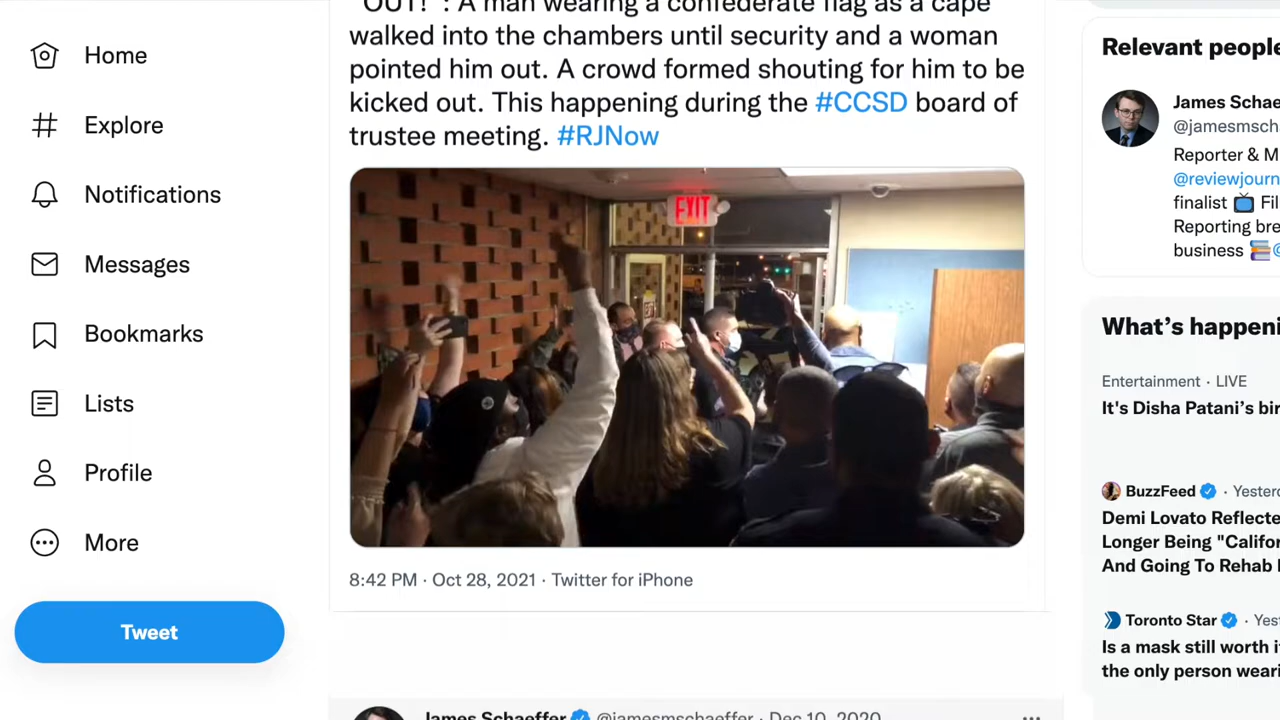 Home
Explore
Notifications
Messages
Bookmarks
Lists
Profile
More
Tweet
OUT!": A man wearing a confederate flag as a cape
walked into the chambers until security and a woman
pointed him out. A crowd formed shouting for him to be
kicked out. This happening during the #CCSD board of
trustee meeting. #RJNow
EXIT
8:42 PM · Oct 28, 2021 · Twitter for iPhone
James Schaeffer @jamesmschaeffer · Dec 10, 2020
Relevant people
James Schae
@jamesmsch
Reporter & M
@reviewjourn
finalist Fil
Reporting bre
business @
What's happeni
Entertainment · LIVE
It's Disha Patani's bir
BuzzFeed · Yester
Demi Lovato Reflecte
Longer Being "Califor
And Going To Rehab
Toronto Star · Yes
Is a mask still worth i
the only person weari